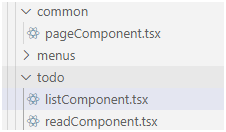 common
pageComponent.tsx
menus
todo
listComponent.tsx
readComponent.tsx